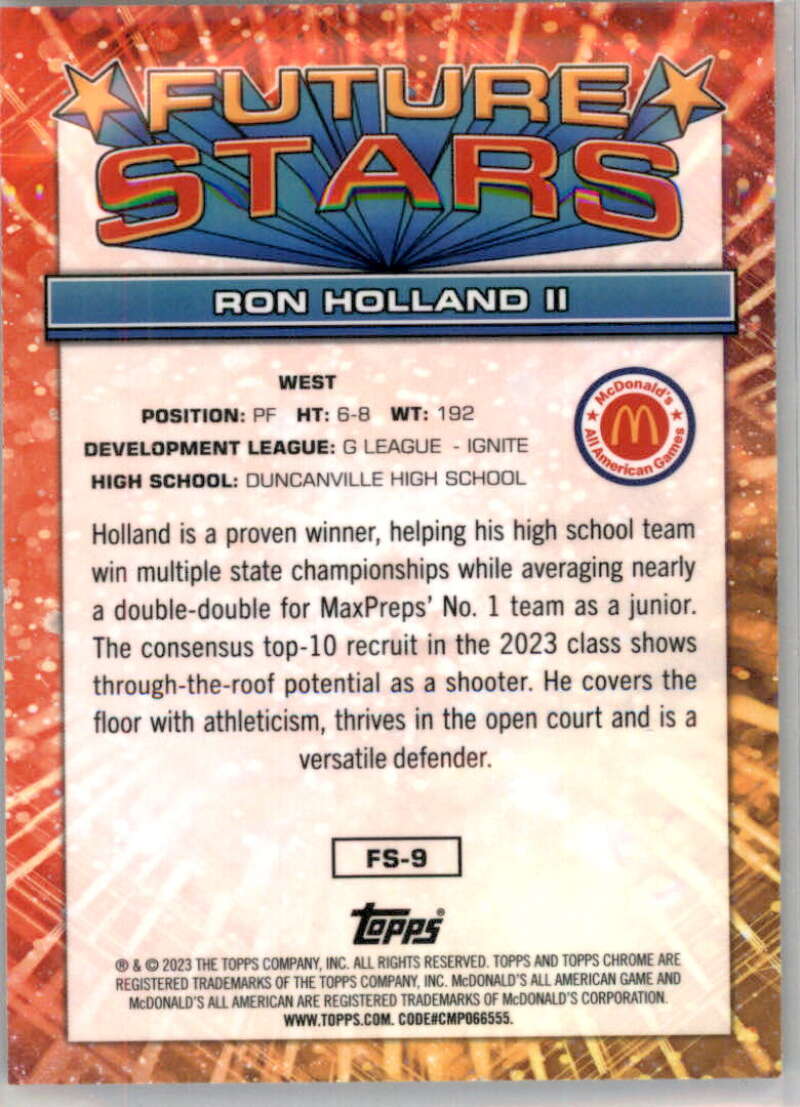 FUTURE
STARS
RON HOLLAND II
WEST
POSITION: PF HT: 6-8 WT: 192
DEVELOPMENT LEAGUE: G LEAGUE - IGNITE
HIGH SCHOOL: DUNCANVILLE HIGH SCHOOL
McDonald's
All American Games
Holland is a proven winner, helping his high school team
win multiple state championships while averaging nearly
a double-double for MaxPreps' No. 1 team as a junior.
The consensus top-10 recruit in the 2023 class shows
through-the-roof potential as a shooter. He covers the
floor with athleticism, thrives in the open court and is a
versatile defender.
FS-9
topps®
® & © 2023 THE TOPPS COMPANY, INC. ALL RIGHTS RESERVED. TOPPS AND TOPPS CHROME ARE
REGISTERED TRADEMARKS OF THE TOPPS COMPANY, INC. McDONALD'S ALL AMERICAN GAME AND
McDONALD'S ALL AMERICAN ARE REGISTERED TRADEMARKS OF McDONALD'S CORPORATION.
WWW.TOPPS.COM. CODE#CMP066555.